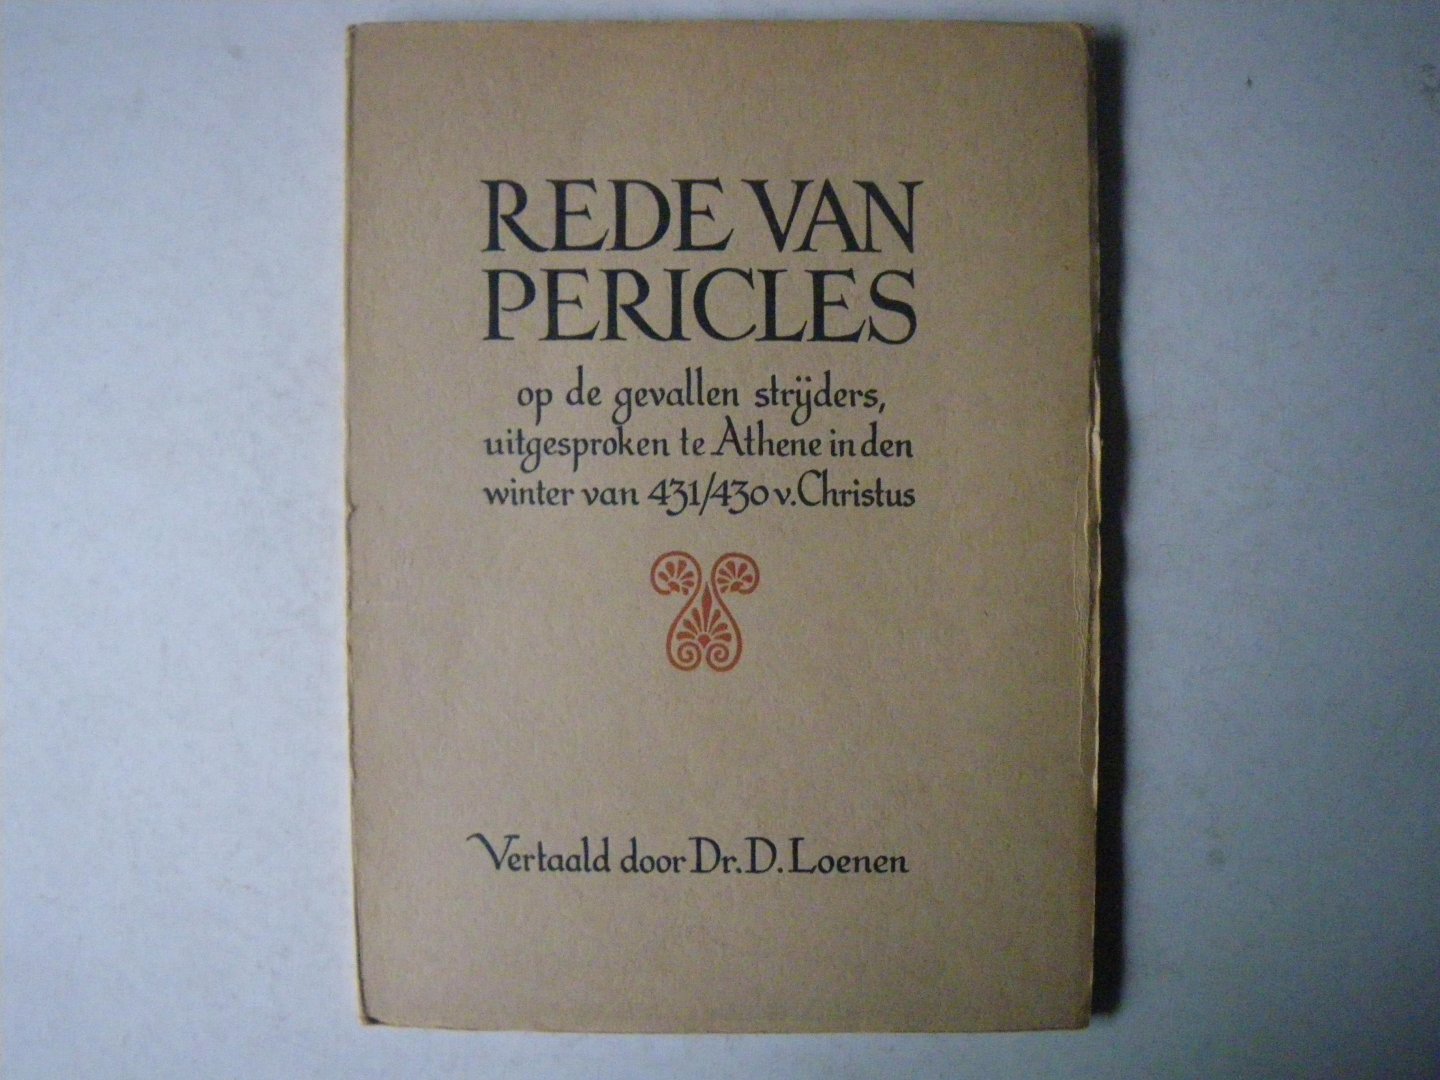 REDE VAN
PERICLES
op de gevallen strijders,
uitgesproken te Athene in den
winter van 431/430 v. Christus
Vertaald door Dr. D. Loenen